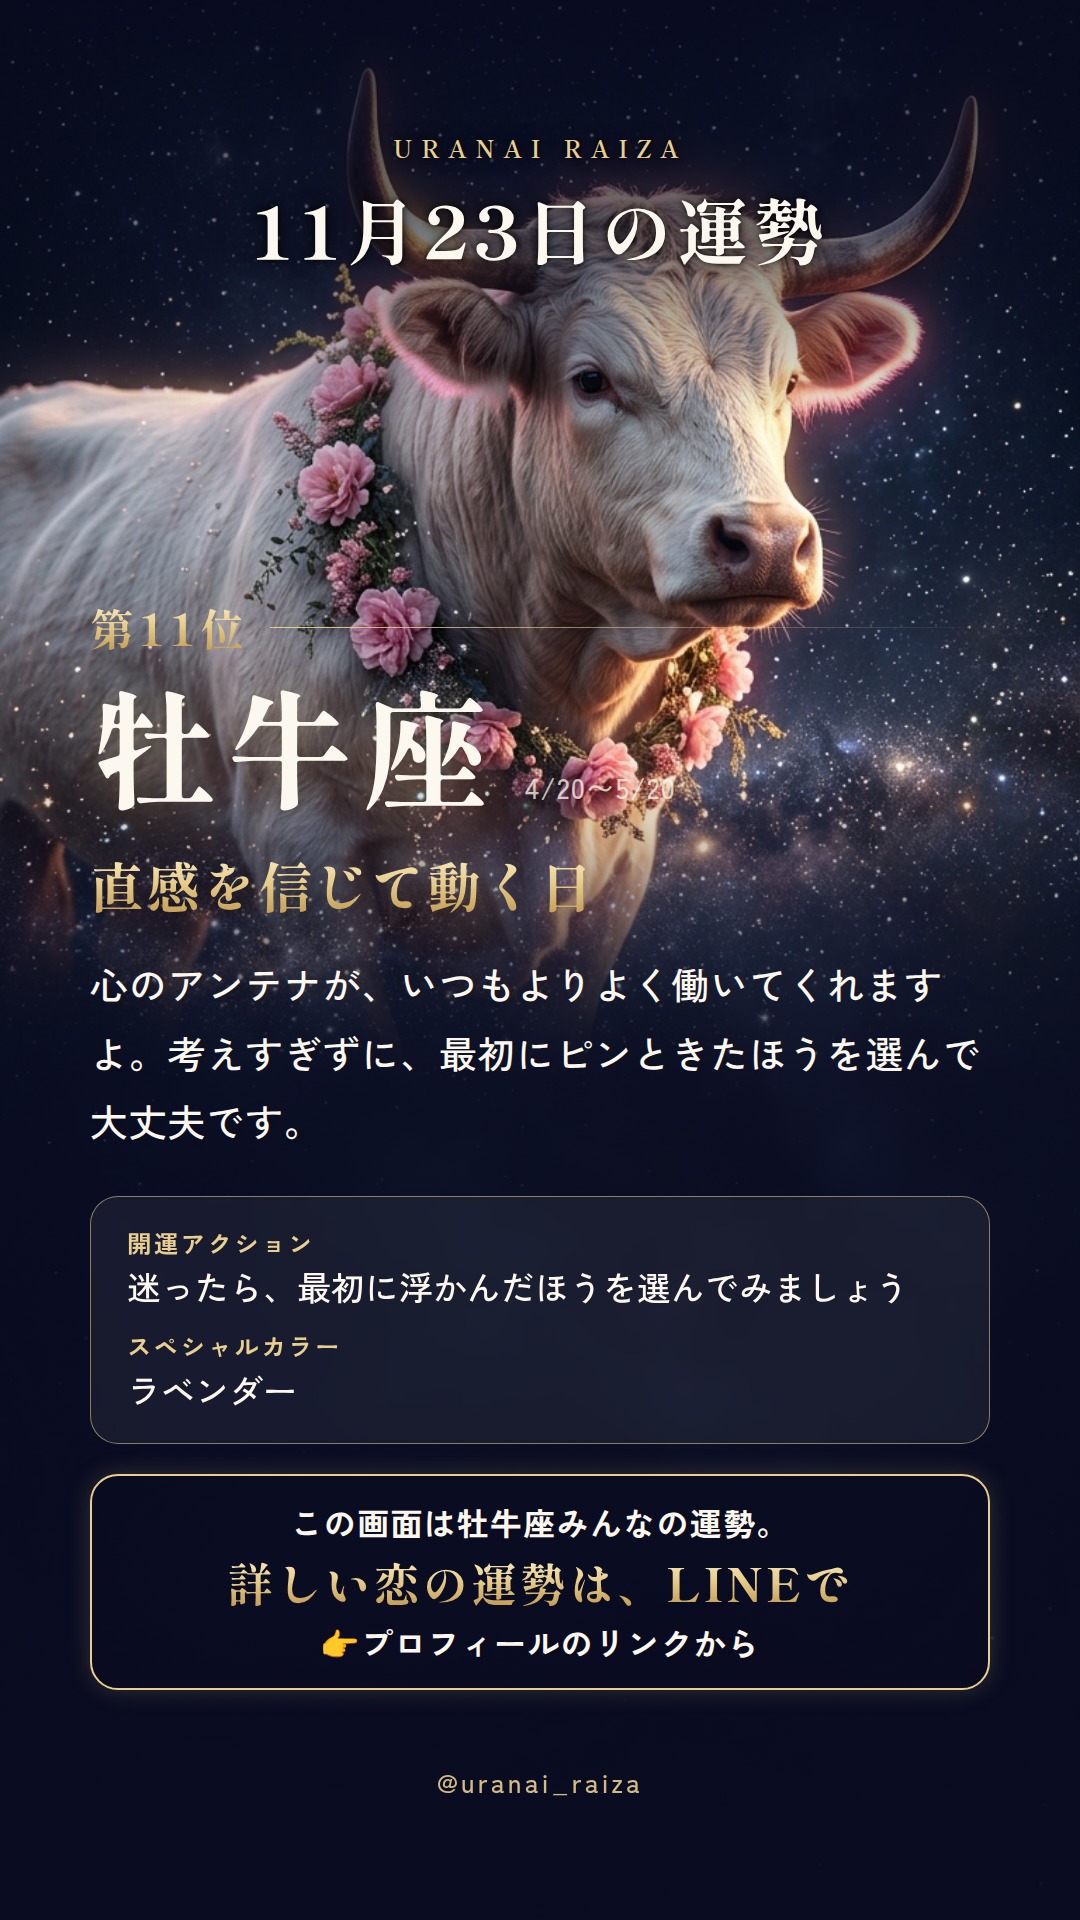 URANAI RAIZA
11月23日の運勢
第11位
牡牛座 4/20〜5/20
直感を信じて動く日
心のアンテナが、いつもよりよく働いてくれます
よ。考えすぎずに、最初にピンときたほうを選んで
大丈夫です。
開運アクション
迷ったら、最初に浮かんだほうを選んでみましょう
スペシャルカラー
ラベンダー
この画面は牡牛座みんなの運勢。
詳しい恋の運勢は、LINEで
👉プロフィールのリンクから
@uranai_raiza